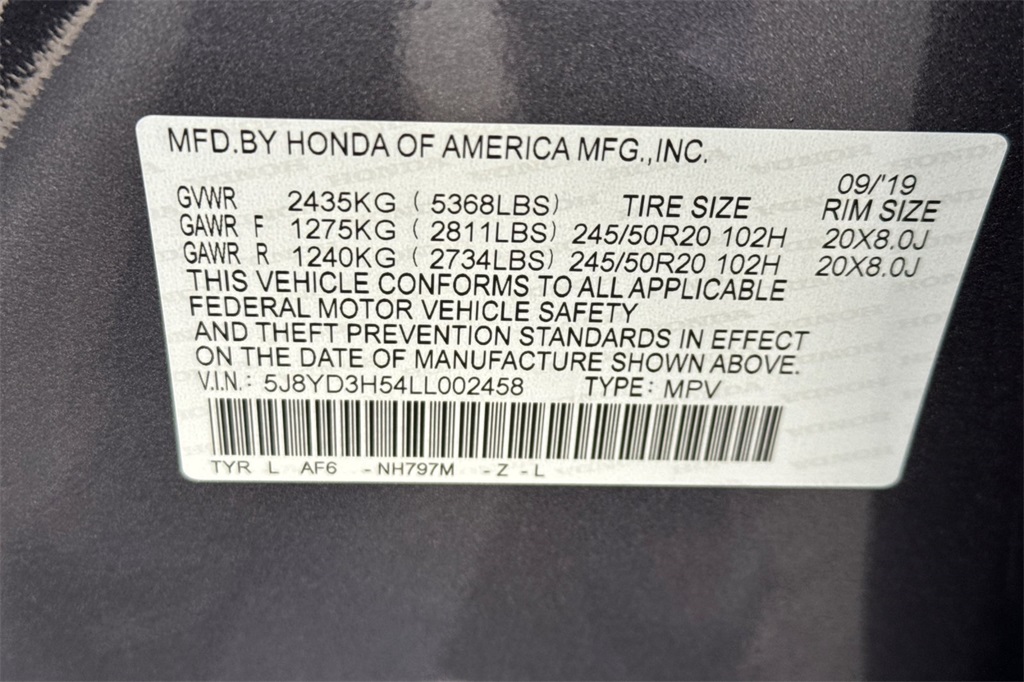 MFD.BY HONDA OF AMERICA MFG.,INC.
09/'19
GVWR 2435KG ( 5368LBS) TIRE SIZE RIM SIZE
GAWR F 1275KG ( 2811LBS) 245/50R20 102H 20X8.0J
GAWR R 1240KG ( 2734LBS) 245/50R20 102H 20X8.0J
THIS VEHICLE CONFORMS TO ALL APPLICABLE
FEDERAL MOTOR VEHICLE SAFETY
AND THEFT PREVENTION STANDARDS IN EFFECT
ON THE DATE OF MANUFACTURE SHOWN ABOVE.
V.I.N.: 5J8YD3H54LL002458 TYPE: MPV
TYR L AF6 -NH797M -Z -L